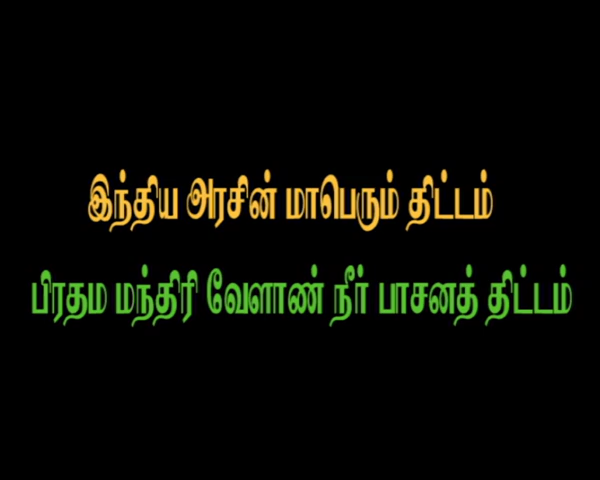 இந்திய அரசின் மாபெரும் திட்டம்
பிரதம மந்திரி வேளாண் நீர் பாசனத் திட்டம்